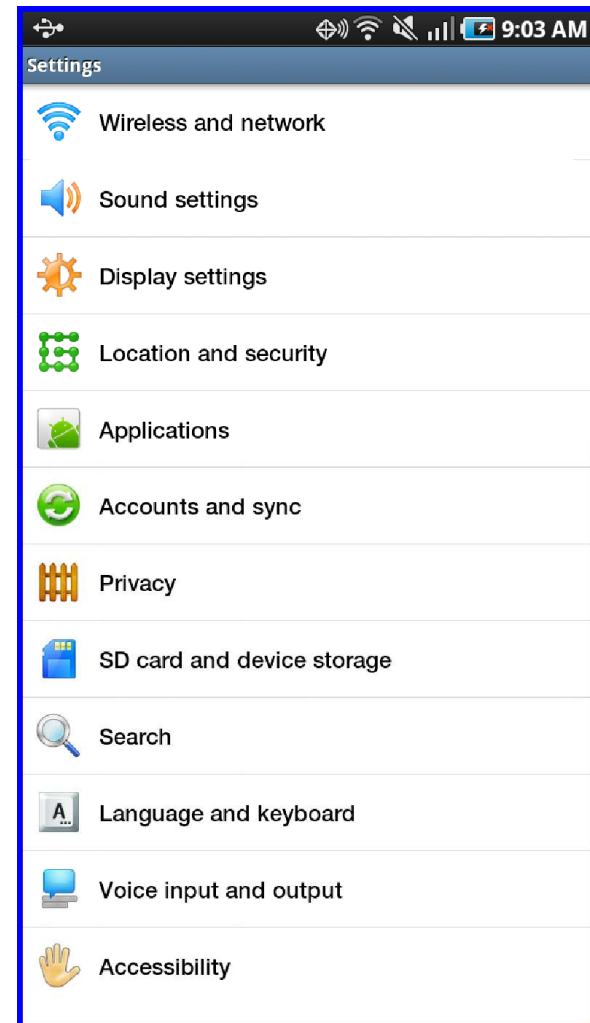 9:03 AM
Settings
Wireless and network
Sound settings
Display settings
Location and security
Applications
Accounts and sync
Privacy
SD card and device storage
Search
A...
Language and keyboard
Voice input and output
Accessibility